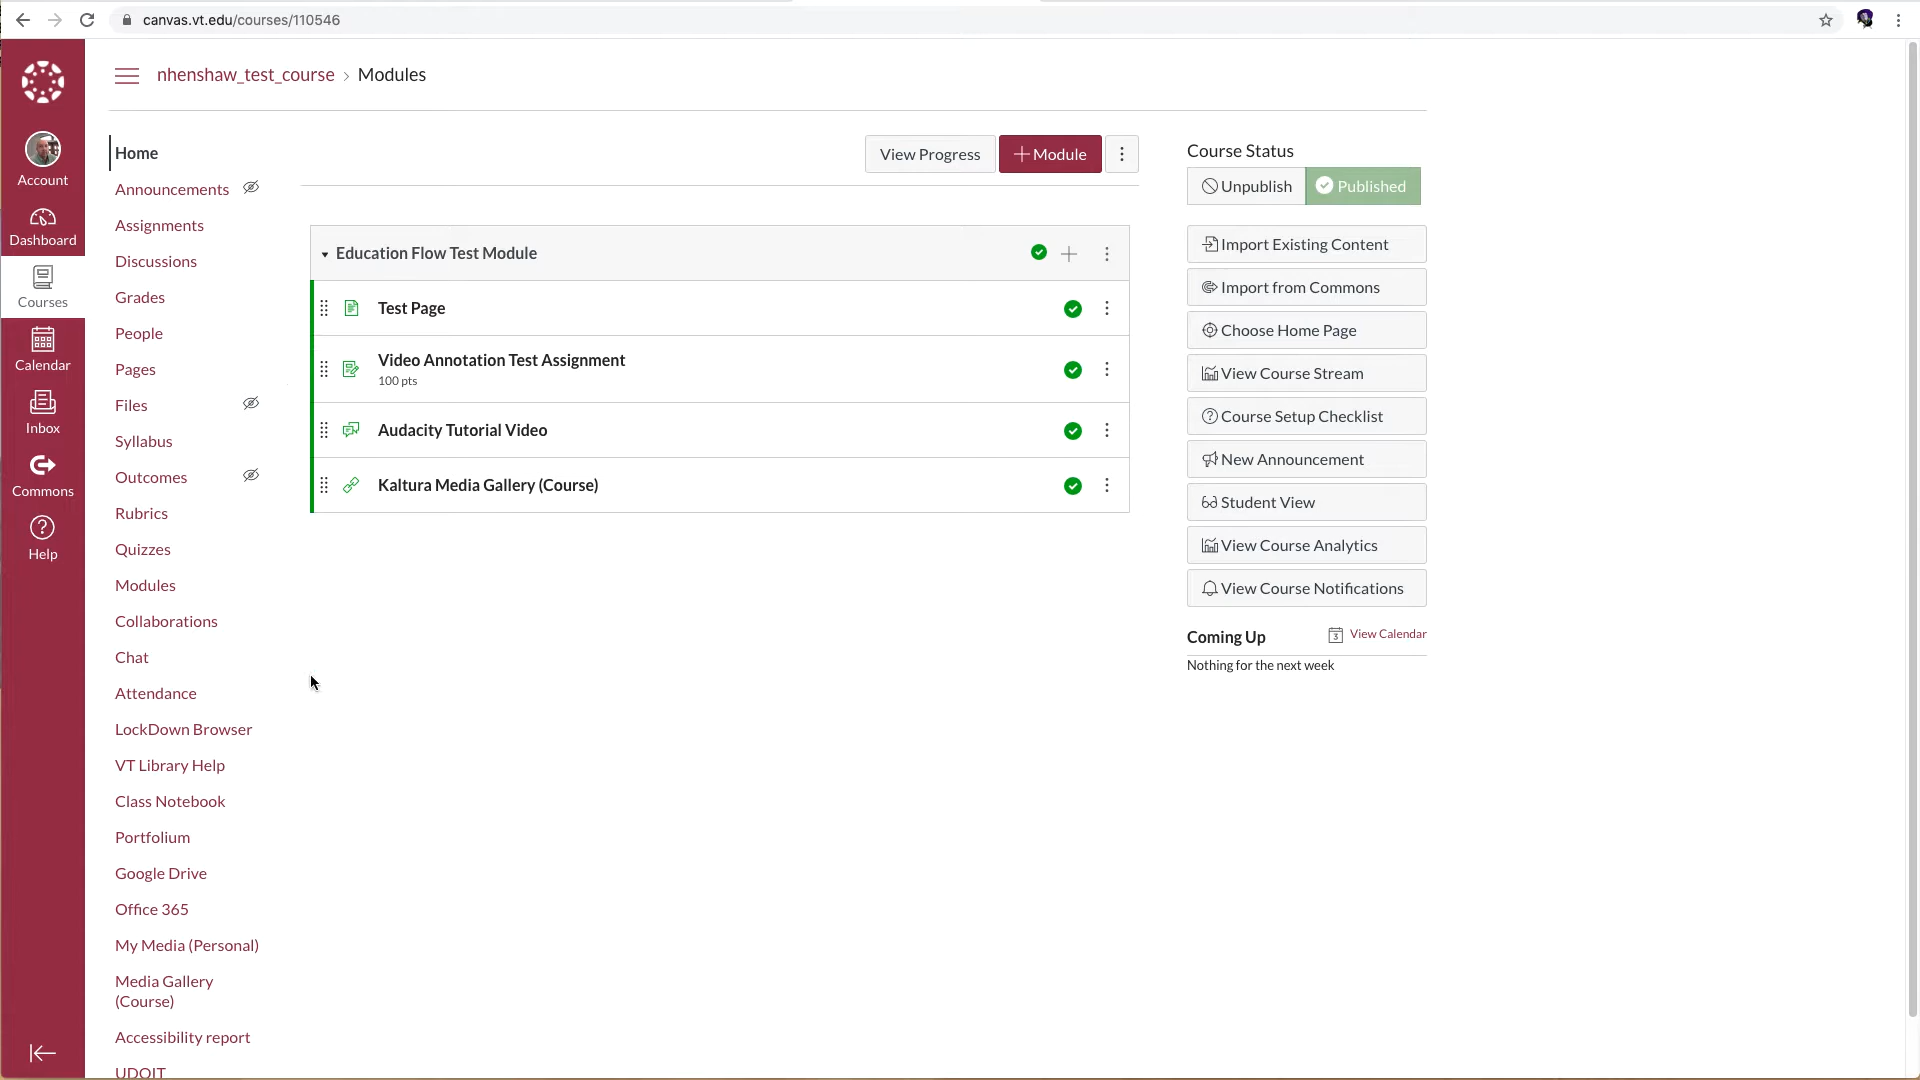 canvas.vt.edu/courses/110546
nhenshaw_test_course › Modules
Account
Dashboard
Courses
Calendar
Inbox
Commons
Help
Home
Announcements
Assignments
Discussions
Grades
People
Pages
Files
Syllabus
Outcomes
Rubrics
Quizzes
Modules
Collaborations
Chat
Attendance
LockDown Browser
VT Library Help
Class Notebook
Portfolium
Google Drive
Office 365
My Media (Personal)
Media Gallery
(Course)
Accessibility report
UDOIT
View Progress
+ Module
Education Flow Test Module
Test Page
Video Annotation Test Assignment
100 pts
Audacity Tutorial Video
Kaltura Media Gallery (Course)
Course Status
Unpublish
Published
Import Existing Content
Import from Commons
Choose Home Page
View Course Stream
Course Setup Checklist
New Announcement
Student View
View Course Analytics
View Course Notifications
Coming Up
3 View Calendar
Nothing for the next week